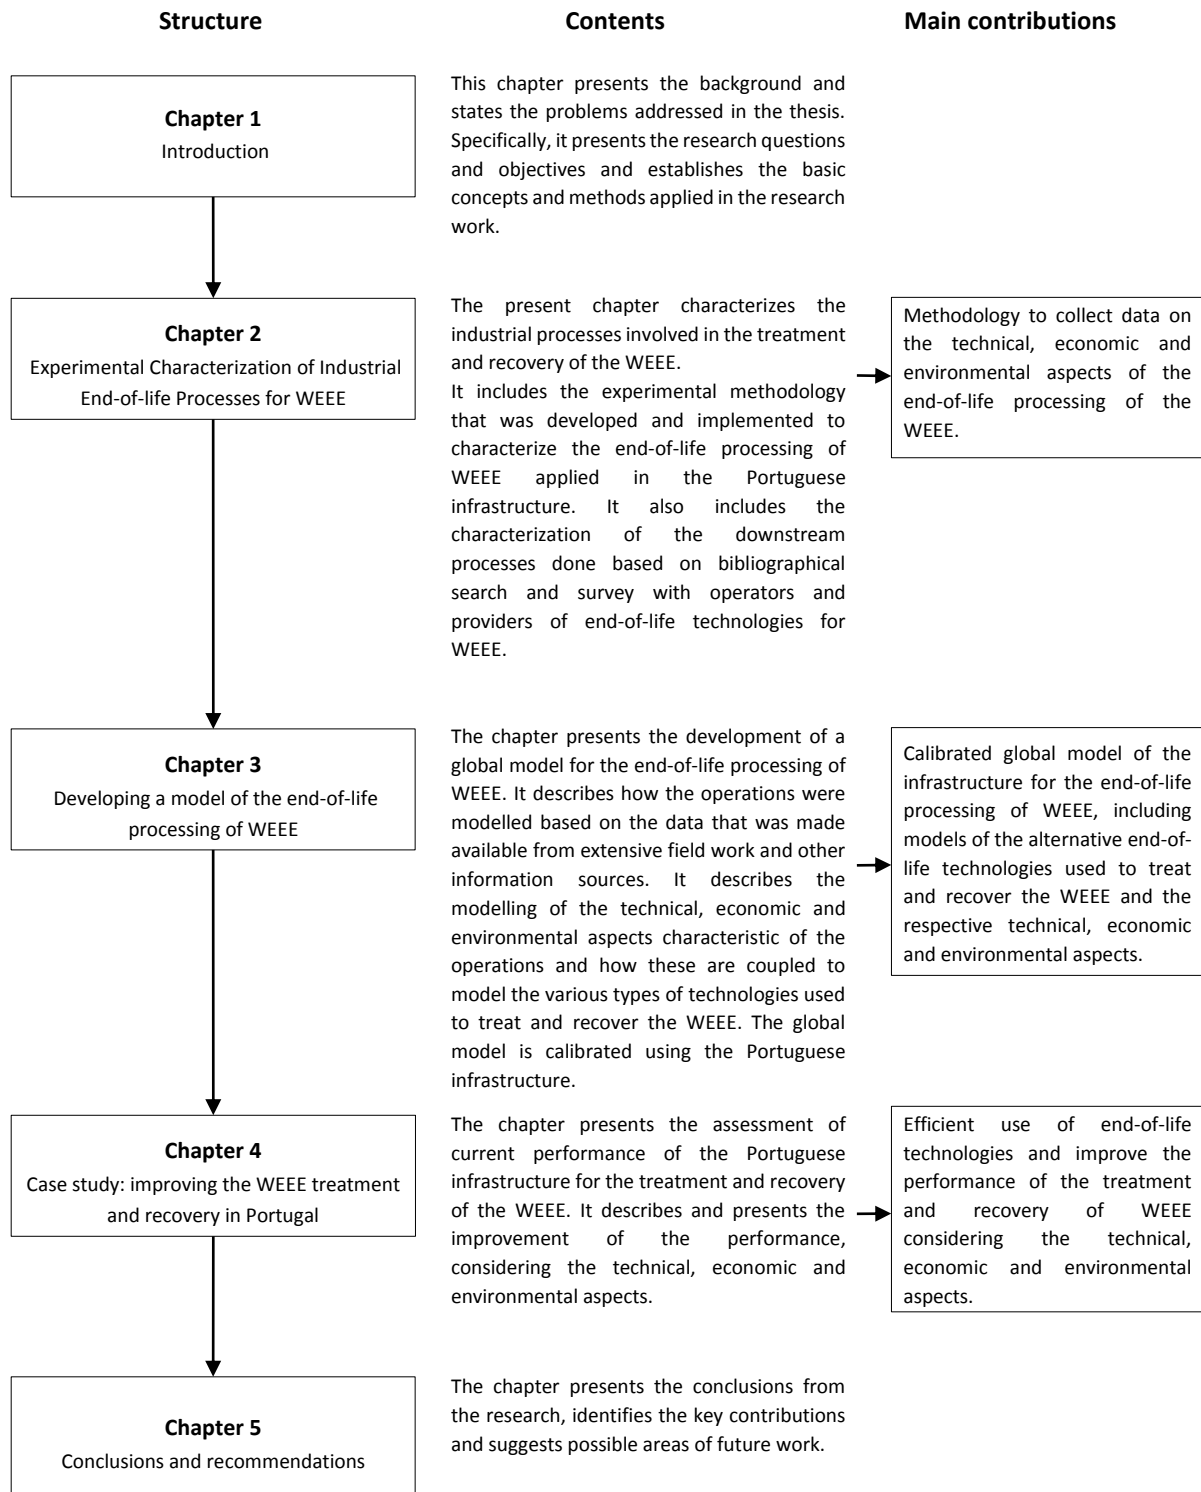 Structure
Contents
Main contributions
Chapter 1
Introduction
This chapter presents the background and
states the problems addressed in the thesis.
Specifically, it presents the research questions
and objectives and establishes the basic
concepts and methods applied in the research
work.
Chapter 2
Experimental Characterization of Industrial
End-of-life Processes for WEEE
The present chapter characterizes the
industrial processes involved in the treatment
and recovery of the WEEE.
It includes the experimental methodology
that was developed and implemented to
characterize the end-of-life processing of
WEEE applied in the Portuguese
infrastructure. It also includes the
characterization of the downstream
processes done based on bibliographical
search and survey with operators and
providers of end-of-life technologies for
WEEE.
Methodology to collect data on
the technical, economic and
environmental aspects of the
end-of-life processing of the
WEEE.
Chapter 3
Developing a model of the end-of-life
processing of WEEE
The chapter presents the development of a
global model for the end-of-life processing of
WEEE. It describes how the operations were
modelled based on the data that was made
available from extensive field work and other
information sources. It describes the
modelling of the technical, economic and
environmental aspects characteristic of the
operations and how these are coupled to
model the various types of technologies used
to treat and recover the WEEE. The global
model is calibrated using the Portuguese
infrastructure.
Calibrated global model of the
infrastructure for the end-of-life
processing of WEEE, including
models of the alternative end-of-
life technologies used to treat
and recover the WEEE and the
respective technical, economic
and environmental aspects.
Chapter 4
Case study: improving the WEEE treatment
and recovery in Portugal
The chapter presents the assessment of
current performance of the Portuguese
infrastructure for the treatment and recovery
of the WEEE. It describes and presents the
improvement of the performance,
considering the technical, economic and
environmental aspects.
Efficient use of end-of-life
technologies and improve the
performance of the treatment
and recovery of WEEE
considering the technical,
economic and environmental
aspects.
Chapter 5
Conclusions and recommendations
The chapter presents the conclusions from
the research, identifies the key contributions
and suggests possible areas of future work.